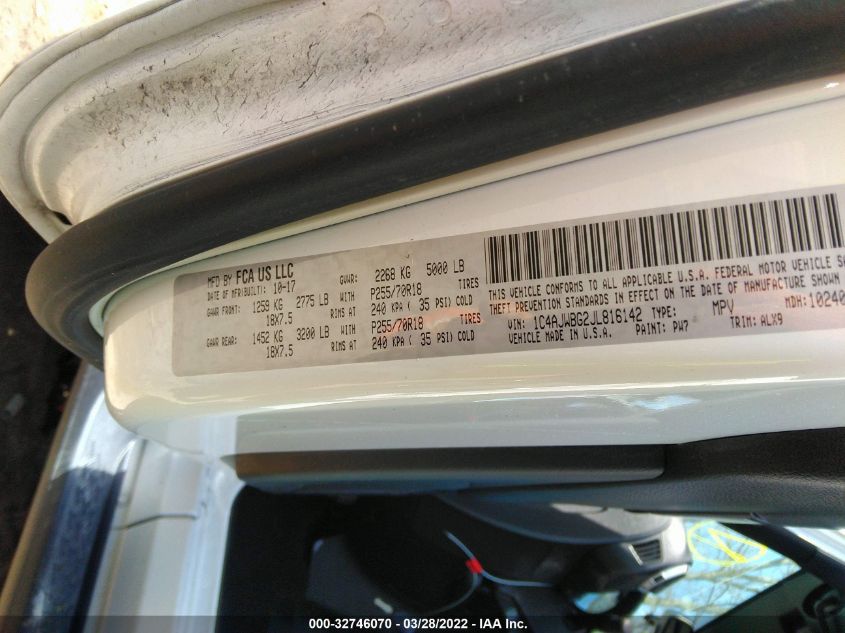 MFD BY FCA US LLC
DATE OF MFR(BUILT): 10-17 GVWR: 2268 KG 5000 LB
GAWR FRONT: 1259 KG 2775 LB WITH P255/70R18 TIRES
18X7.5 RIMS AT 240 KPA ( 35 PSI) COLD
GAWR REAR: 1452 KG 3200 LB WITH P255/70R18 TIRES
18X7.5 RIMS AT 240 KPA ( 35 PSI) COLD
THIS VEHICLE CONFORMS TO ALL APPLICABLE U.S.A. FEDERAL MOTOR VEHICLE SA
THEFT PREVENTION STANDARDS IN EFFECT ON THE DATE OF MANUFACTURE SHOWN
VIN: 1C4AJWBG2JL816142 TYPE: MPV MDH: 10240
VEHICLE MADE IN U.S.A. PAINT: PW7 TRIM: ALX9
000-32746070 - 03/28/2022 - IAA Inc.